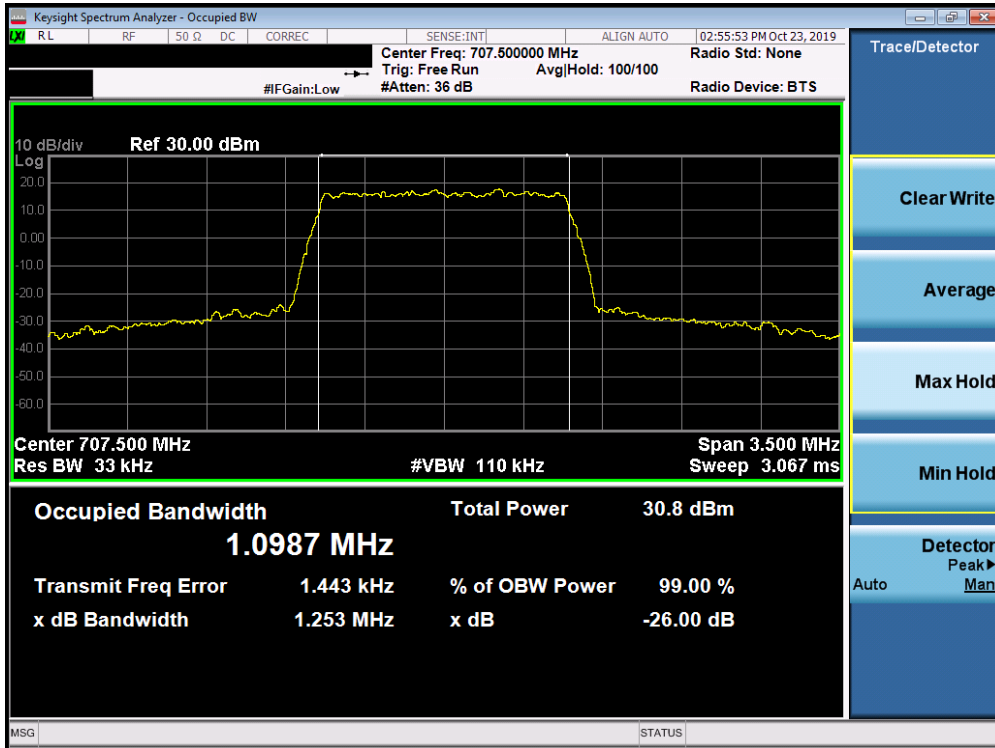 Keysight Spectrum Analyzer - Occupied BW
LXI RL RF 50 Ω DC CORREC SENSE:INT ALIGN AUTO 02:55:53 PM Oct 23, 2019
Center Freq: 707.500000 MHz Radio Std: None
Trig: Free Run Avg|Hold: 100/100
#IFGain:Low #Atten: 36 dB Radio Device: BTS
10 dB/div Ref 30.00 dBm
Log
20.0
10.0
0.00
-10.0
-20.0
-30.0
-40.0
-50.0
-60.0
Center 707.500 MHz Span 3.500 MHz
Res BW 33 kHz #VBW 110 kHz Sweep 3.067 ms
Occupied Bandwidth Total Power 30.8 dBm
1.0987 MHz
Transmit Freq Error 1.443 kHz % of OBW Power 99.00 %
x dB Bandwidth 1.253 MHz x dB -26.00 dB
MSG STATUS
Trace/Detector
Clear Write
Average
Max Hold
Min Hold
Detector
Peak▶
Auto Man